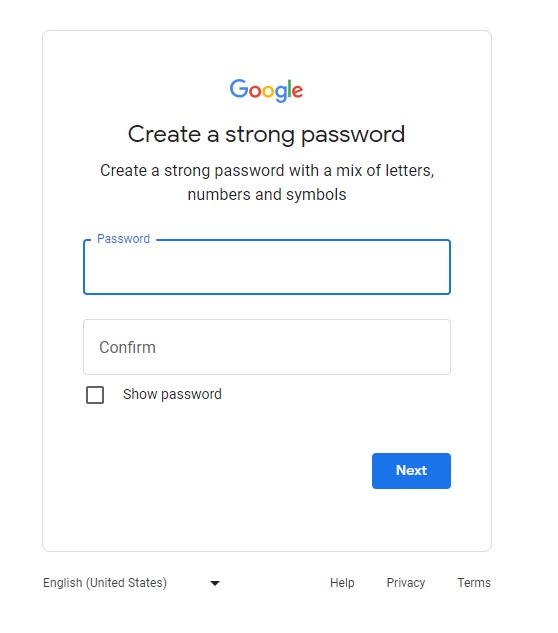 Google
Create a strong password
Create a strong password with a mix of letters,
numbers and symbols
Password
Confirm
Show password
Next
English (United States)
Help
Privacy
Terms